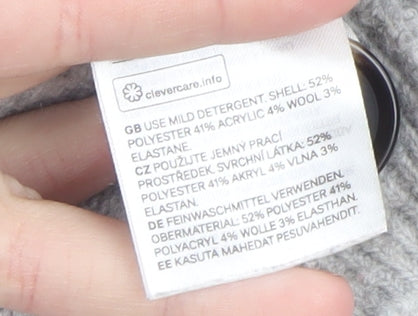 clevercare.info
GB USE MILD DETERGENT. SHELL: 52%
POLYESTER 41% ACRYLIC 4% WOOL 3%
ELASTANE.
CZ POUŽIJTE JEMNÝ PRACÍ
PROSTŘEDEK. SVRCHNÍ LÁTKA: 52%
POLYESTER 41% AKRYL 4% VLNA 3%
ELASTAN.
DE FEINWASCHMITTEL VERWENDEN.
OBERMATERIAL: 52% POLYESTER 41%
POLYACRYL 4% WOLLE 3% ELASTHAN.
EE KASUTA MAHEDAT PESUVAHENDIT.